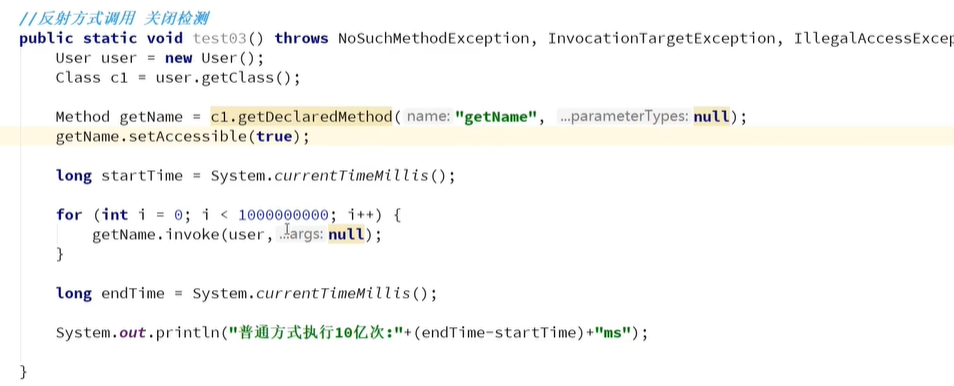 //反射方式调用 关闭检测
public static void test03() throws NoSuchMethodException, InvocationTargetException, IllegalAccessExcep
User user = new User();
Class c1 = user.getClass();
Method getName = c1.getDeclaredMethod( name: "getName", ...parameterTypes: null);
getName.setAccessible(true);
long startTime = System.currentTimeMillis();
for (int i = 0; i < 1000000000; i++) {
getName.invoke(user, ...args: null);
}
long endTime = System.currentTimeMillis();
System.out.println("普通方式执行10亿次:"+(endTime-startTime)+"ms");
}